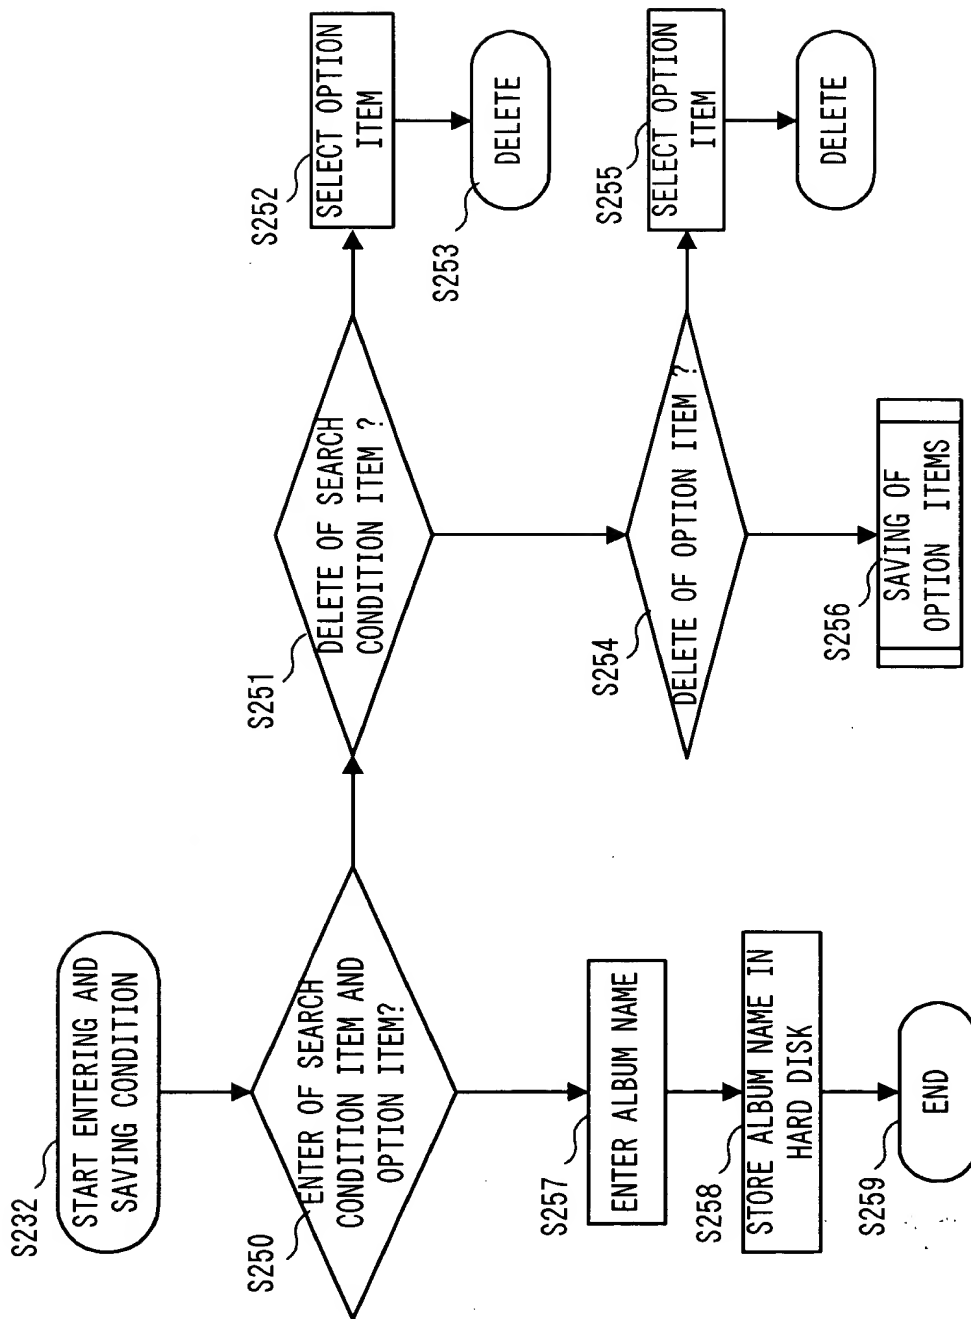 S232
START ENTERING AND
SAVING CONDITION
S250
ENTER OF SEARCH
CONDITION ITEM AND
OPTION ITEM?
S251
DELETE OF SEARCH
CONDITION ITEM ?
S252
SELECT OPTION
ITEM
S253
DELETE
S254
DELETE OF OPTION ITEM ?
S255
SELECT OPTION
ITEM
DELETE
S256
SAVING OF
OPTION ITEMS
S257
ENTER ALBUM NAME
S258
STORE ALBUM NAME IN
HARD DISK
S259
END